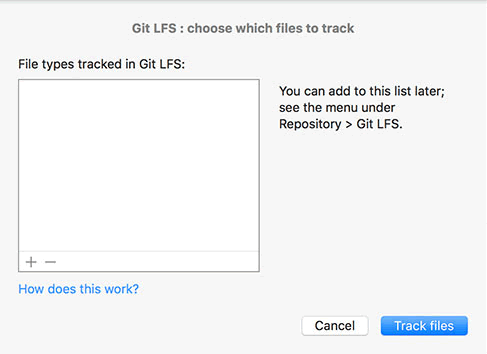 Git LFS : choose which files to track
File types tracked in Git LFS:
You can add to this list later;
see the menu under
Repository > Git LFS.
How does this work?
Cancel
Track files